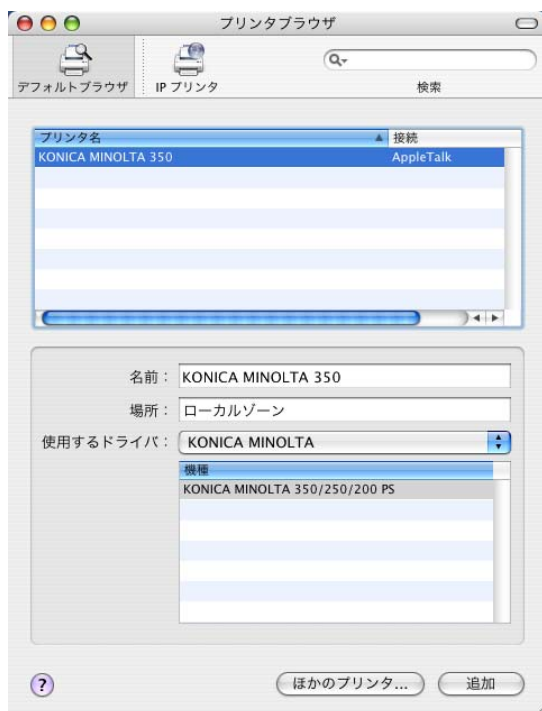 プリンタブラウザ
デフォルトブラウザ
IP プリンタ
検索
プリンタ名 接続
KONICA MINOLTA 350 AppleTalk
名前： KONICA MINOLTA 350
場所： ローカルゾーン
使用するドライバ： KONICA MINOLTA
機種
KONICA MINOLTA 350/250/200 PS
?
ほかのプリンタ... 追加